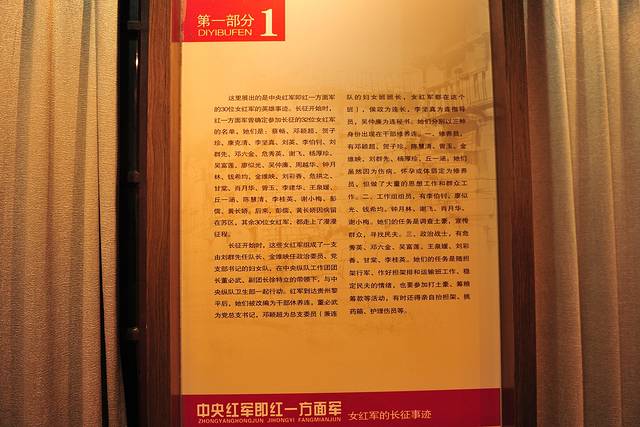 第一部分
DIYIBUFEN
1
这里展出的是中央红军即红一方面军
的30位女红军的英雄事迹。长征开始时，
红一方面军曾确定参加长征的32位女红军
的名单，她们是：蔡畅、邓颖超、贺子
珍、康克清、李坚真、刘英、李伯钊、刘
群先、邓六金、危秀英、谢飞、杨厚珍、
吴富莲、廖似光、吴仲廉、周越华、钟月
林、钱希均、金维映、刘彩香、危拱之、
甘棠、肖月华、曾玉、李建华、王泉媛、
丘一涵、陈慧清、李桂英、谢小梅、彭
儒、黄长娇。后来，彭儒、黄长娇因病留
在苏区，其余30位女红军，都走上了漫漫
征程。
长征开始时，这些女红军组成了一支
由刘群先任队长、金维映任政治委员、党
支部书记的妇女队，在中央纵队工作团团
长董必武、副团长徐特立的带领下，与中
央纵队卫生部一起行动。红军到达贵州黎
平后，她们被改编为干部休养连，董必武
为党总支书记，邓颖超为总支委员（兼连
队的妇女班班长，女红军都在这个
班），侯政为连长，李坚真为连指导
员，吴仲廉为连秘书。她们分别以三种
身份出现在干部修养连。一、修养员，
有邓颖超、贺子珍、陈慧清、曾玉、金
维映、刘群先、杨厚珍、丘一涵，她们
虽然因为伤病、怀孕或体弱定为修养
员，但做了大量的思想工作和群众工
作。二、工作组组员，有李伯钊、廖似
光、钱希均、钟月林、谢飞、肖月华、
谢小梅。她们的任务是调查土豪，宣传
群众，寻找民夫。三、政治战士，有危
秀英、邓六金、吴富莲、王泉媛、刘彩
香、甘棠、李桂英。她们的任务是随担
架行军，作好担架排和运输班工作，稳
定民夫的情绪，也要参加打土豪、筹粮
筹款等活动，有时还得亲自抬担架、挑
药箱、护理伤员等。
中央红军即红一方面军 女红军的长征事迹
ZHONGYANGHONGJUN JIHONGYI FANGMIANJUN